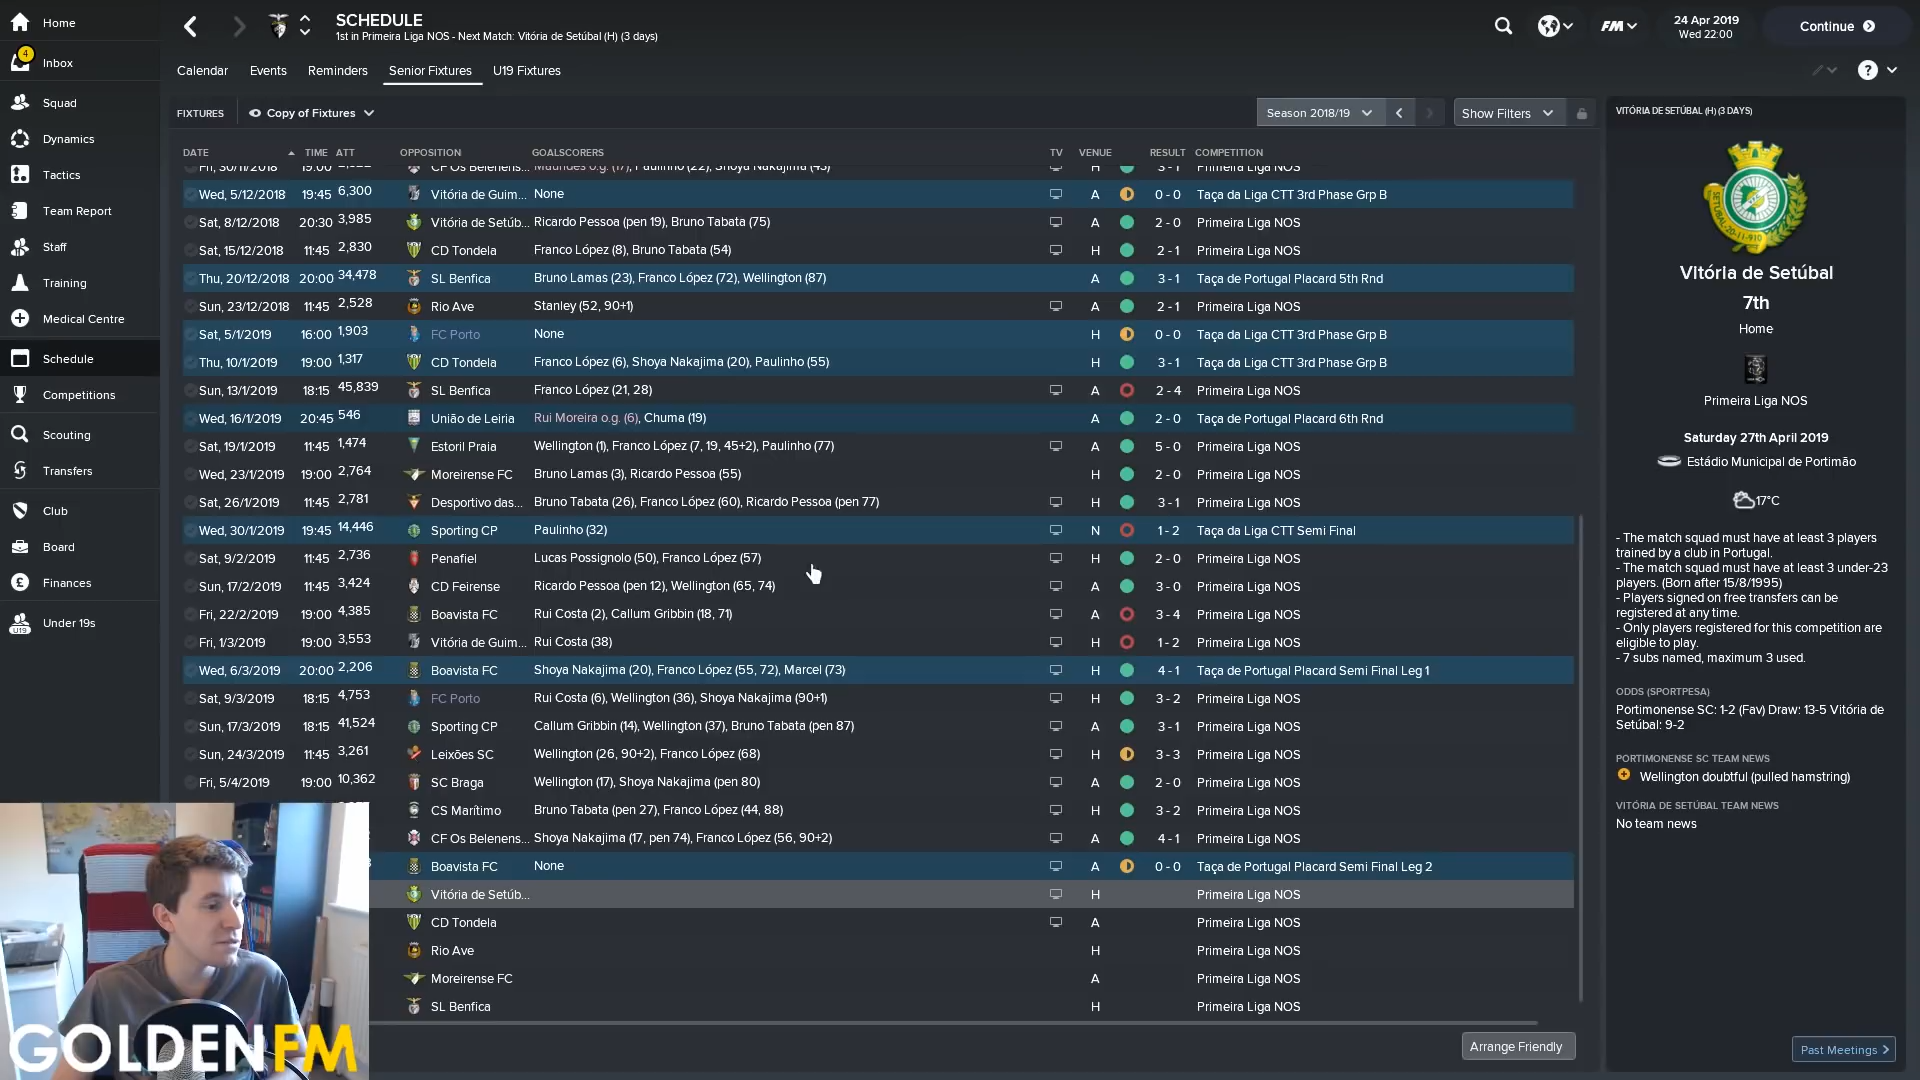 Home
SCHEDULE
1st in Primeira Liga NOS - Next Match: Vitória de Setúbal (H) (3 days)
FM
24 Apr 2019
Wed 22:00
Continue
4
Inbox
Calendar Events Reminders Senior Fixtures U19 Fixtures
?
Squad
Dynamics
Tactics
Team Report
Staff
Training
Medical Centre
Schedule
Competitions
Scouting
Transfers
Club
Board
Finances
U19
Under 19s
FIXTURES Copy of Fixtures Season 2018/19 Show Filters
DATE TIME ATT OPPOSITION GOALSCORERS TV VENUE RESULT COMPETITION
Fri, 30/11/2018 19:00 CF Os Belenens... o.g. (17), Paulinho (22), Shoya Nakajima (43) H 3 - 1 Primeira Liga NOS
Wed, 5/12/2018 19:45 6,300 Vitória de Guim... None A 0 - 0 Taça da Liga CTT 3rd Phase Grp B
Sat, 8/12/2018 20:30 3,985 Vitória de Setúb... Ricardo Pessoa (pen 19), Bruno Tabata (75) A 2 - 0 Primeira Liga NOS
Sat, 15/12/2018 11:45 2,830 CD Tondela Franco López (8), Bruno Tabata (54) H 2 - 1 Primeira Liga NOS
Thu, 20/12/2018 20:00 34,478 SL Benfica Bruno Lamas (23), Franco López (72), Wellington (87) A 3 - 1 Taça de Portugal Placard 5th Rnd
Sun, 23/12/2018 11:45 2,528 Rio Ave Stanley (52, 90+1) A 2 - 1 Primeira Liga NOS
Sat, 5/1/2019 16:00 1,903 FC Porto None H 0 - 0 Taça da Liga CTT 3rd Phase Grp B
Thu, 10/1/2019 19:00 1,317 CD Tondela Franco López (6), Shoya Nakajima (20), Paulinho (55) H 3 - 1 Taça da Liga CTT 3rd Phase Grp B
Sun, 13/1/2019 18:15 45,839 SL Benfica Franco López (21, 28) A 2 - 4 Primeira Liga NOS
Wed, 16/1/2019 20:45 546 União de Leiria Rui Moreira o.g. (6), Chuma (19) A 2 - 0 Taça de Portugal Placard 6th Rnd
Sat, 19/1/2019 11:45 1,474 Estoril Praia Wellington (1), Franco López (7, 19, 45+2), Paulinho (77) A 5 - 0 Primeira Liga NOS
Wed, 23/1/2019 19:00 2,764 Moreirense FC Bruno Lamas (3), Ricardo Pessoa (55) H 2 - 0 Primeira Liga NOS
Sat, 26/1/2019 11:45 2,781 Desportivo das... Bruno Tabata (26), Franco López (60), Ricardo Pessoa (pen 77) H 3 - 1 Primeira Liga NOS
Wed, 30/1/2019 19:45 14,446 Sporting CP Paulinho (32) N 1 - 2 Taça da Liga CTT Semi Final
Sat, 9/2/2019 11:45 2,736 Penafiel Lucas Possignolo (50), Franco López (57) H 2 - 0 Primeira Liga NOS
Sun, 17/2/2019 11:45 3,424 CD Feirense Ricardo Pessoa (pen 12), Wellington (65, 74) A 3 - 0 Primeira Liga NOS
Fri, 22/2/2019 19:00 4,385 Boavista FC Rui Costa (2), Callum Gribbin (18, 71) A 3 - 4 Primeira Liga NOS
Fri, 1/3/2019 19:00 3,553 Vitória de Guim... Rui Costa (38) H 1 - 2 Primeira Liga NOS
Wed, 6/3/2019 20:00 2,206 Boavista FC Shoya Nakajima (20), Franco López (55, 72), Marcel (73) H 4 - 1 Taça de Portugal Placard Semi Final Leg 1
Sat, 9/3/2019 18:15 4,753 FC Porto Rui Costa (6), Wellington (36), Shoya Nakajima (90+1) H 3 - 2 Primeira Liga NOS
Sun, 17/3/2019 18:15 41,524 Sporting CP Callum Gribbin (14), Wellington (37), Bruno Tabata (pen 87) A 3 - 1 Primeira Liga NOS
Sun, 24/3/2019 11:45 3,261 Leixões SC Wellington (26, 90+2), Franco López (68) H 3 - 3 Primeira Liga NOS
Fri, 5/4/2019 19:00 10,362 SC Braga Wellington (17), Shoya Nakajima (pen 80) A 2 - 0 Primeira Liga NOS
CS Marítimo Bruno Tabata (pen 27), Franco López (44, 88) H 3 - 2 Primeira Liga NOS
CF Os Belenens... Shoya Nakajima (17, pen 74), Franco López (56, 90+2) A 4 - 1 Primeira Liga NOS
Boavista FC None A 0 - 0 Taça de Portugal Placard Semi Final Leg 2
Vitória de Setúb... H Primeira Liga NOS
CD Tondela A Primeira Liga NOS
Rio Ave H Primeira Liga NOS
Moreirense FC A Primeira Liga NOS
SL Benfica H Primeira Liga NOS
Arrange Friendly
VITÓRIA DE SETÚBAL (H) (3 DAYS)
Vitória de Setúbal
7th
Home
Primeira Liga NOS
Saturday 27th April 2019
Estádio Municipal de Portimão
17°C
- The match squad must have at least 3 players
trained by a club in Portugal.
- The match squad must have at least 3 under-23
players. (Born after 15/8/1995)
- Players signed on free transfers can be
registered at any time.
- Only players registered for this competition are
eligible to play.
- 7 subs named, maximum 3 used.
ODDS (SPORTPESA)
Portimonense SC: 1-2 (Fav) Draw: 13-5 Vitória de
Setúbal: 9-2
PORTIMONENSE SC TEAM NEWS
Wellington doubtful (pulled hamstring)
VITÓRIA DE SETÚBAL TEAM NEWS
No team news
Past Meetings
GOLDENFM